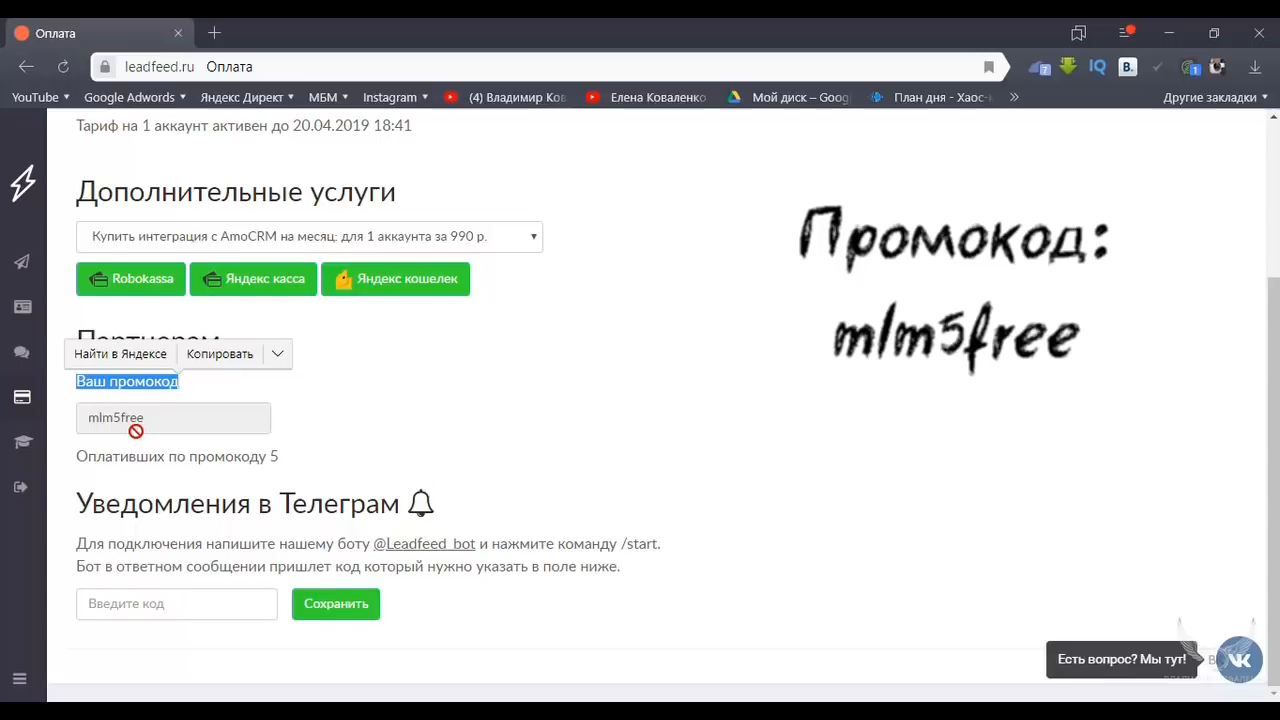 Оплата
leadfeed.ru Оплата
7
1
YouTube
Google Adwords
Яндекс Директ
МБМ
Instagram
(4) Владимир Ков
Елена Коваленко
Мой диск – Goog
План дня - Хаос-
Другие закладки
Тариф на 1 аккаунт активен до 20.04.2019 18:41
Дополнительные услуги
Купить интеграция с AmoCRM на месяц: для 1 аккаунта за 990 р.
Robokassa
Яндекс касса
Яндекс кошелек
Промокод:
mlm5free
Партнерам
Найти в Яндексе
Копировать
Ваш промокод
mlm5free
Оплативших по промокоду 5
Уведомления в Телеграм
Для подключения напишите нашему боту @Leadfeed_bot и нажмите команду /start.
Бот в ответном сообщении пришлет код который нужно указать в поле ниже.
Введите код
Сохранить
Есть вопрос? Мы тут!